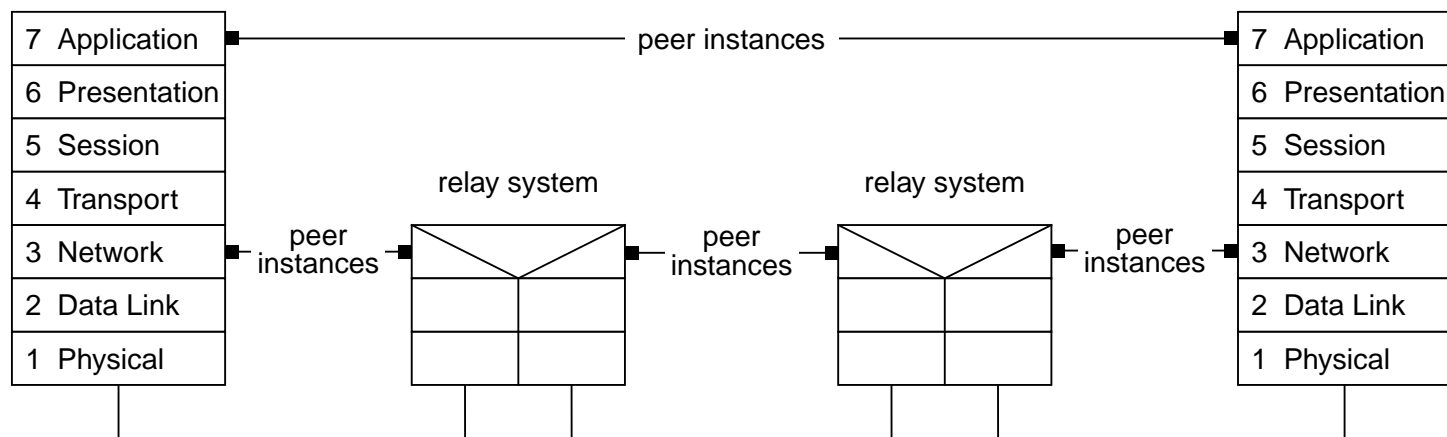 7 Application
peer instances
7 Application
6 Presentation
6 Presentation
5 Session
5 Session
relay system
relay system
4 Transport
4 Transport
3 Network
peer
instances
peer
instances
peer
instances
3 Network
2 Data Link
2 Data Link
1 Physical
1 Physical